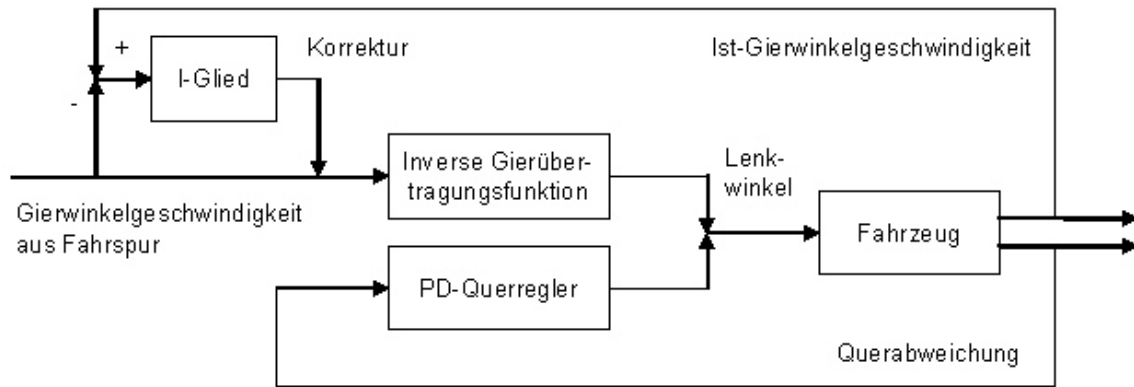 +
Korrektur
Ist-Gierwinkelgeschwindigkeit
I-Glied
-
Inverse Gierüber-
tragungsfunktion
Lenk-
winkel
Gierwinkelgeschwindigkeit
aus Fahrspur
Fahrzeug
PD-Querregler
Querabweichung